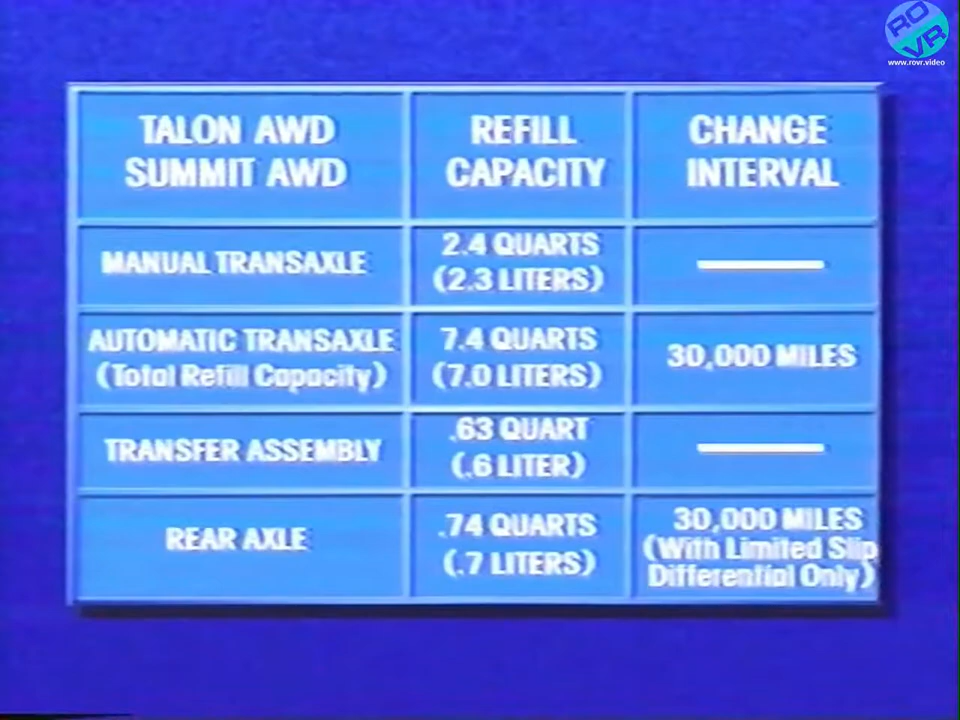 RO
VR
www.rovr.video
TALON AWD
SUMMIT AWD
REFILL
CAPACITY
CHANGE
INTERVAL
MANUAL TRANSAXLE
2.4 QUARTS
(2.3 LITERS)
AUTOMATIC TRANSAXLE
(Total Refill Capacity)
7.4 QUARTS
(7.0 LITERS)
30,000 MILES
TRANSFER ASSEMBLY
.63 QUART
(.6 LITER)
REAR AXLE
.74 QUARTS
(.7 LITERS)
30,000 MILES
(With Limited Slip
Differential Only)